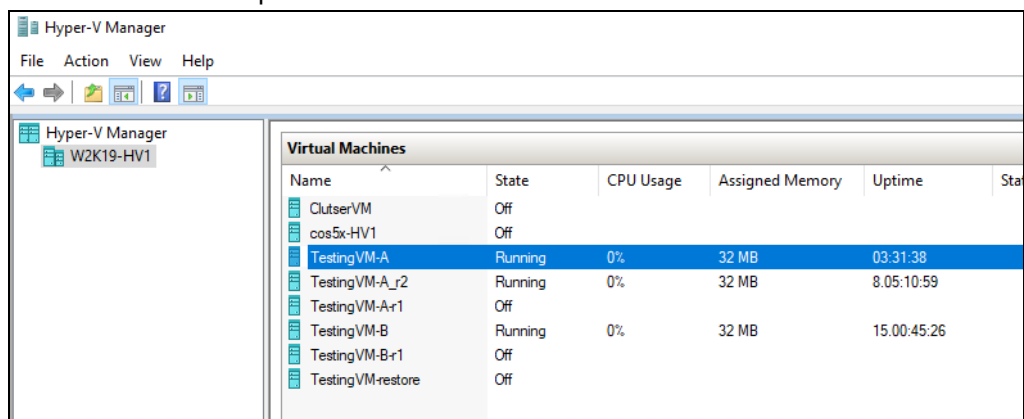 Hyper-V Manager
File Action View Help
Hyper-V Manager
W2K19-HV1
Virtual Machines
Name State CPU Usage Assigned Memory Uptime Stat
ClutserVM Off
cos5x-HV1 Off
TestingVM-A Running 0% 32 MB 03:31:38
TestingVM-A_r2 Running 0% 32 MB 8.05:10:59
TestingVM-A-r1 Off
TestingVM-B Running 0% 32 MB 15.00:45:26
TestingVM-B-r1 Off
TestingVM-restore Off